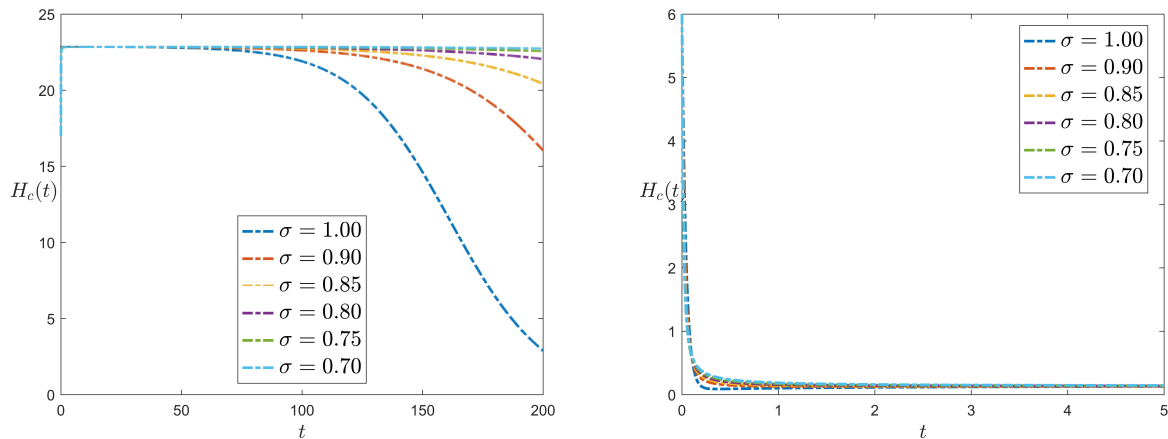 25
20
15
10
5
0
H_c(t)
σ = 1.00
σ = 0.90
σ = 0.85
σ = 0.80
σ = 0.75
σ = 0.70
0 50 100 150 200
t
6
5
4
3
2
1
0
H_c(t)
σ = 1.00
σ = 0.90
σ = 0.85
σ = 0.80
σ = 0.75
σ = 0.70
0 1 2 3 4 5
t